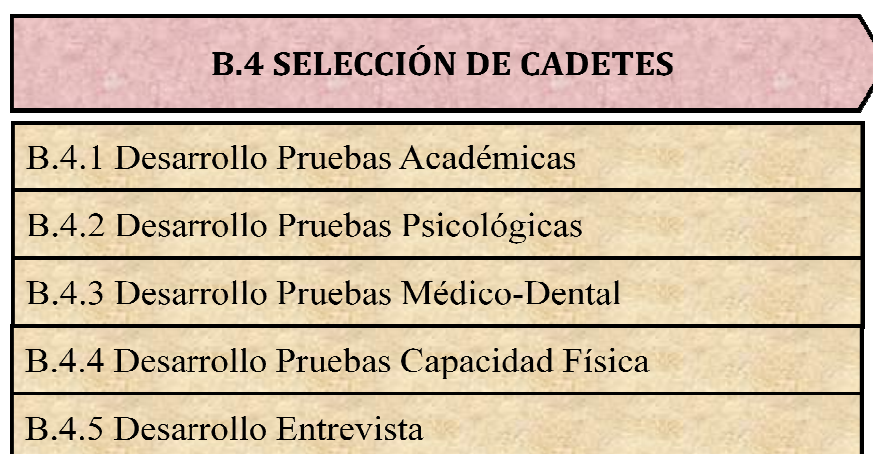 B.4 SELECCIÓN DE CADETES
B.4.1 Desarrollo Pruebas Académicas
B.4.2 Desarrollo Pruebas Psicológicas
B.4.3 Desarrollo Pruebas Médico-Dental
B.4.4 Desarrollo Pruebas Capacidad Física
B.4.5 Desarrollo Entrevista